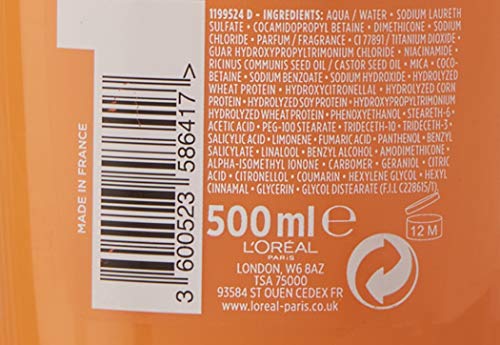 1199524 D - INGREDIENTS: AQUA / WATER • SODIUM LAURETH
SULFATE • COCAMIDOPROPYL BETAINE • DIMETHICONE • SODIUM
CHLORIDE • PARFUM / FRAGRANCE • CI 77891 / TITANIUM DIOXIDE •
GUAR HYDROXYPROPYLTRIMONIUM CHLORIDE • NIACINAMIDE •
RICINUS COMMUNIS SEED OIL / CASTOR SEED OIL • MICA • COCO-
BETAINE • SODIUM BENZOATE • SODIUM HYDROXIDE • HYDROLYZED
WHEAT PROTEIN • HYDROXYCITRONELLAL • HYDROLYZED CORN
PROTEIN • HYDROLYZED SOY PROTEIN • HYDROXYPROPYLTRIMONIUM
HYDROLYZED WHEAT PROTEIN • PHENOXYETHANOL • STEARETH-6 •
ACETIC ACID • PEG-100 STEARATE • TRIDECETH-10 • TRIDECETH-3 •
SALICYLIC ACID • LIMONENE • FUMARIC ACID • PANTHENOL • BENZYL
SALICYLATE • LINALOOL • BENZYL ALCOHOL • AMODIMETHICONE •
ALPHA-ISOMETHYL IONONE • CARBOMER • GERANIOL • CITRIC
ACID • CITRONELLOL • COUMARIN • HEXYLENE GLYCOL • HEXYL
CINNAMAL • GLYCERIN • GLYCOL DISTEARATE (F.I.L C228615/1).
MADE IN FRANCE
3 600523 586417 >
500 ml e
12 M
L'ORÉAL
PARIS
LONDON, W6 8AZ
TSA 75000
93584 ST OUEN CEDEX FR
www.loreal-paris.co.uk